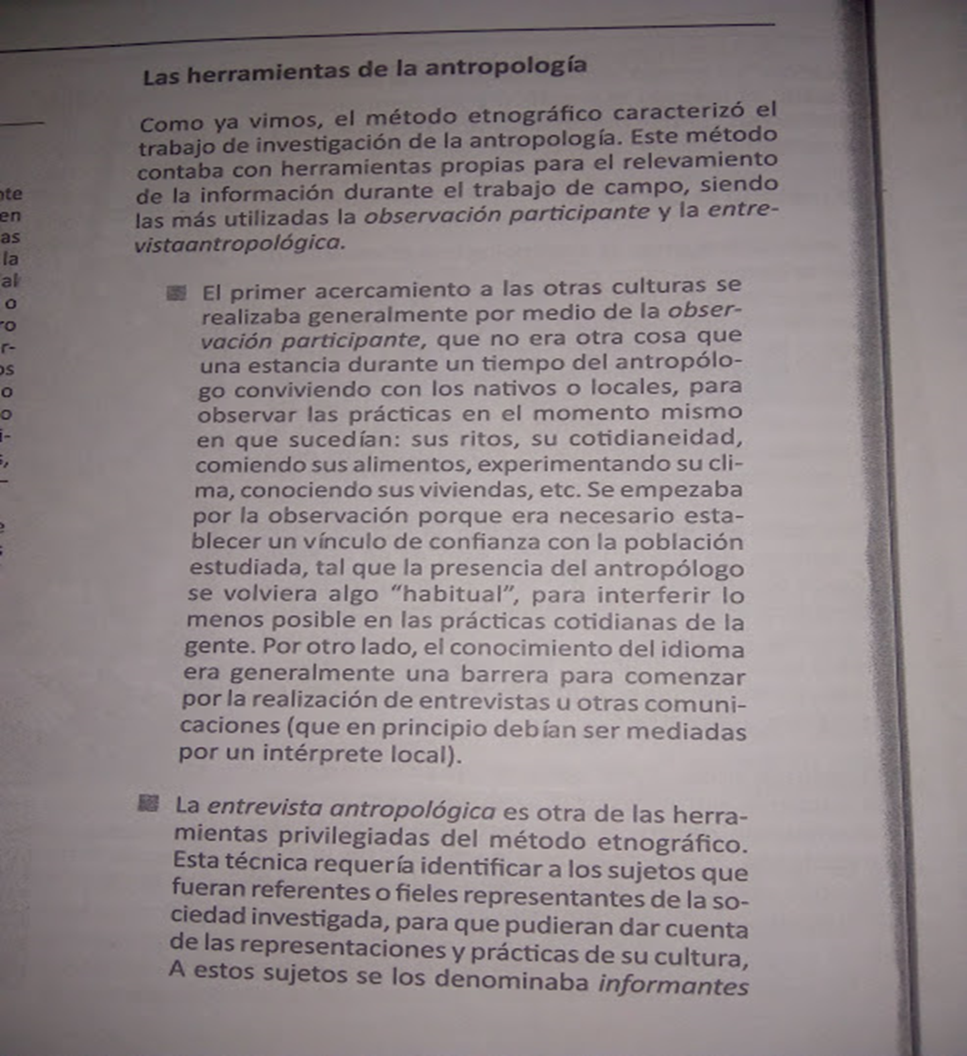 Las herramientas de la antropología
Como ya vimos, el método etnográfico caracterizó el
trabajo de investigación de la antropología. Este método
contaba con herramientas propias para el relevamiento
de la información durante el trabajo de campo, siendo
las más utilizadas la observación participante y la entre-
vistaantropológica.
El primer acercamiento a las otras culturas se
realizaba generalmente por medio de la obser-
vación participante, que no era otra cosa que
una estancia durante un tiempo del antropólo-
go conviviendo con los nativos o locales, para
observar las prácticas en el momento mismo
en que sucedían: sus ritos, su cotidianeidad,
comiendo sus alimentos, experimentando su cli-
ma, conociendo sus viviendas, etc. Se empezaba
por la observación porque era necesario esta-
blecer un vínculo de confianza con la población
estudiada, tal que la presencia del antropólogo
se volviera algo “habitual”, para interferir lo
menos posible en las prácticas cotidianas de la
gente. Por otro lado, el conocimiento del idioma
era generalmente una barrera para comenzar
por la realización de entrevistas u otras comuni-
caciones (que en principio debían ser mediadas
por un intérprete local).
La entrevista antropológica es otra de las herra-
mientas privilegiadas del método etnográfico.
Esta técnica requería identificar a los sujetos que
fueran referentes o fieles representantes de la so-
ciedad investigada, para que pudieran dar cuenta
de las representaciones y prácticas de su cultura,
A estos sujetos se los denominaba informantes